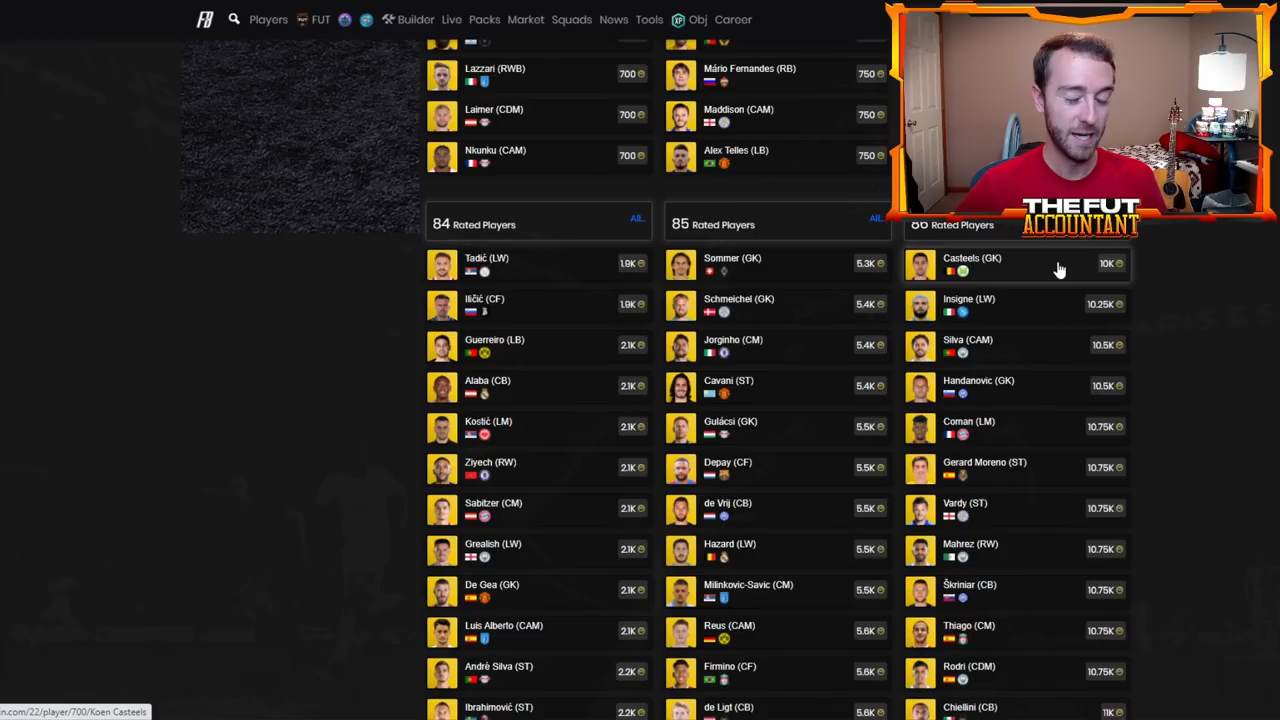 FB Players FUT Builder Live Packs Market Squads News Tools XP Obj Career
Lazzari (RWB) 700
Mário Fernandes (RB) 750
Laimer (CDM) 700
Maddison (CAM) 750
Nkunku (CAM) 700
Alex Telles (LB) 750
THE FUT
ACCOUNTANT
84 Rated Players All..
85 Rated Players All..
86 Rated Players
Tadić (LW) 1.9K
Sommer (GK) 5.3K
Casteels (GK) 10K
Iličić (CF) 1.9K
Schmeichel (GK) 5.4K
Insigne (LW) 10.25K
Guerreiro (LB) 2.1K
Jorginho (CM) 5.4K
Silva (CAM) 10.5K
Alaba (CB) 2.1K
Cavani (ST) 5.4K
Handanovic (GK) 10.5K
Kostić (LM) 2.1K
Gulácsi (GK) 5.5K
Coman (LM) 10.75K
Ziyech (RW) 2.1K
Depay (CF) 5.5K
Gerard Moreno (ST) 10.75K
Sabitzer (CM) 2.1K
de Vrij (CB) 5.5K
Vardy (ST) 10.75K
Grealish (LW) 2.1K
Hazard (LW) 5.5K
Mahrez (RW) 10.75K
De Gea (GK) 2.1K
Milinkovic-Savic (CM) 5.5K
Škriniar (CB) 10.75K
Luis Alberto (CAM) 2.1K
Reus (CAM) 5.6K
Thiago (CM) 10.75K
André Silva (ST) 2.2K
Firmino (CF) 5.6K
Rodri (CDM) 10.75K
Ibrahimović (ST) 2.2K
de Ligt (CB) 5.6K
Chiellini (CB) 11K
in.com/22/player/700/Koen Casteels